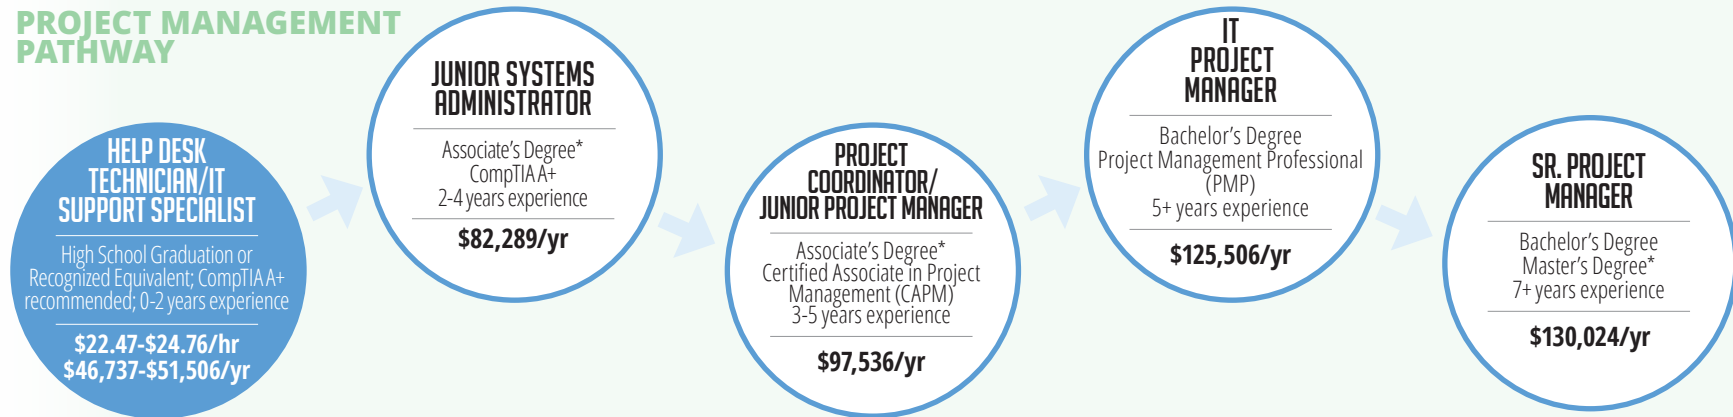 PROJECT MANAGEMENT
PATHWAY
HELP DESK
TECHNICIAN/IT
SUPPORT SPECIALIST
High School Graduation or
Recognized Equivalent; CompTIA A+
recommended; 0-2 years experience
$22.47-$24.76/hr
$46,737-$51,506/yr
JUNIOR SYSTEMS
ADMINISTRATOR
Associate's Degree*
CompTIA A+
2-4 years experience
$82,289/yr
PROJECT
COORDINATOR/
JUNIOR PROJECT MANAGER
Associate's Degree*
Certified Associate in Project
Management (CAPM)
3-5 years experience
$97,536/yr
IT
PROJECT
MANAGER
Bachelor's Degree
Project Management Professional
(PMP)
5+ years experience
$125,506/yr
SR. PROJECT
MANAGER
Bachelor's Degree
Master's Degree*
7+ years experience
$130,024/yr